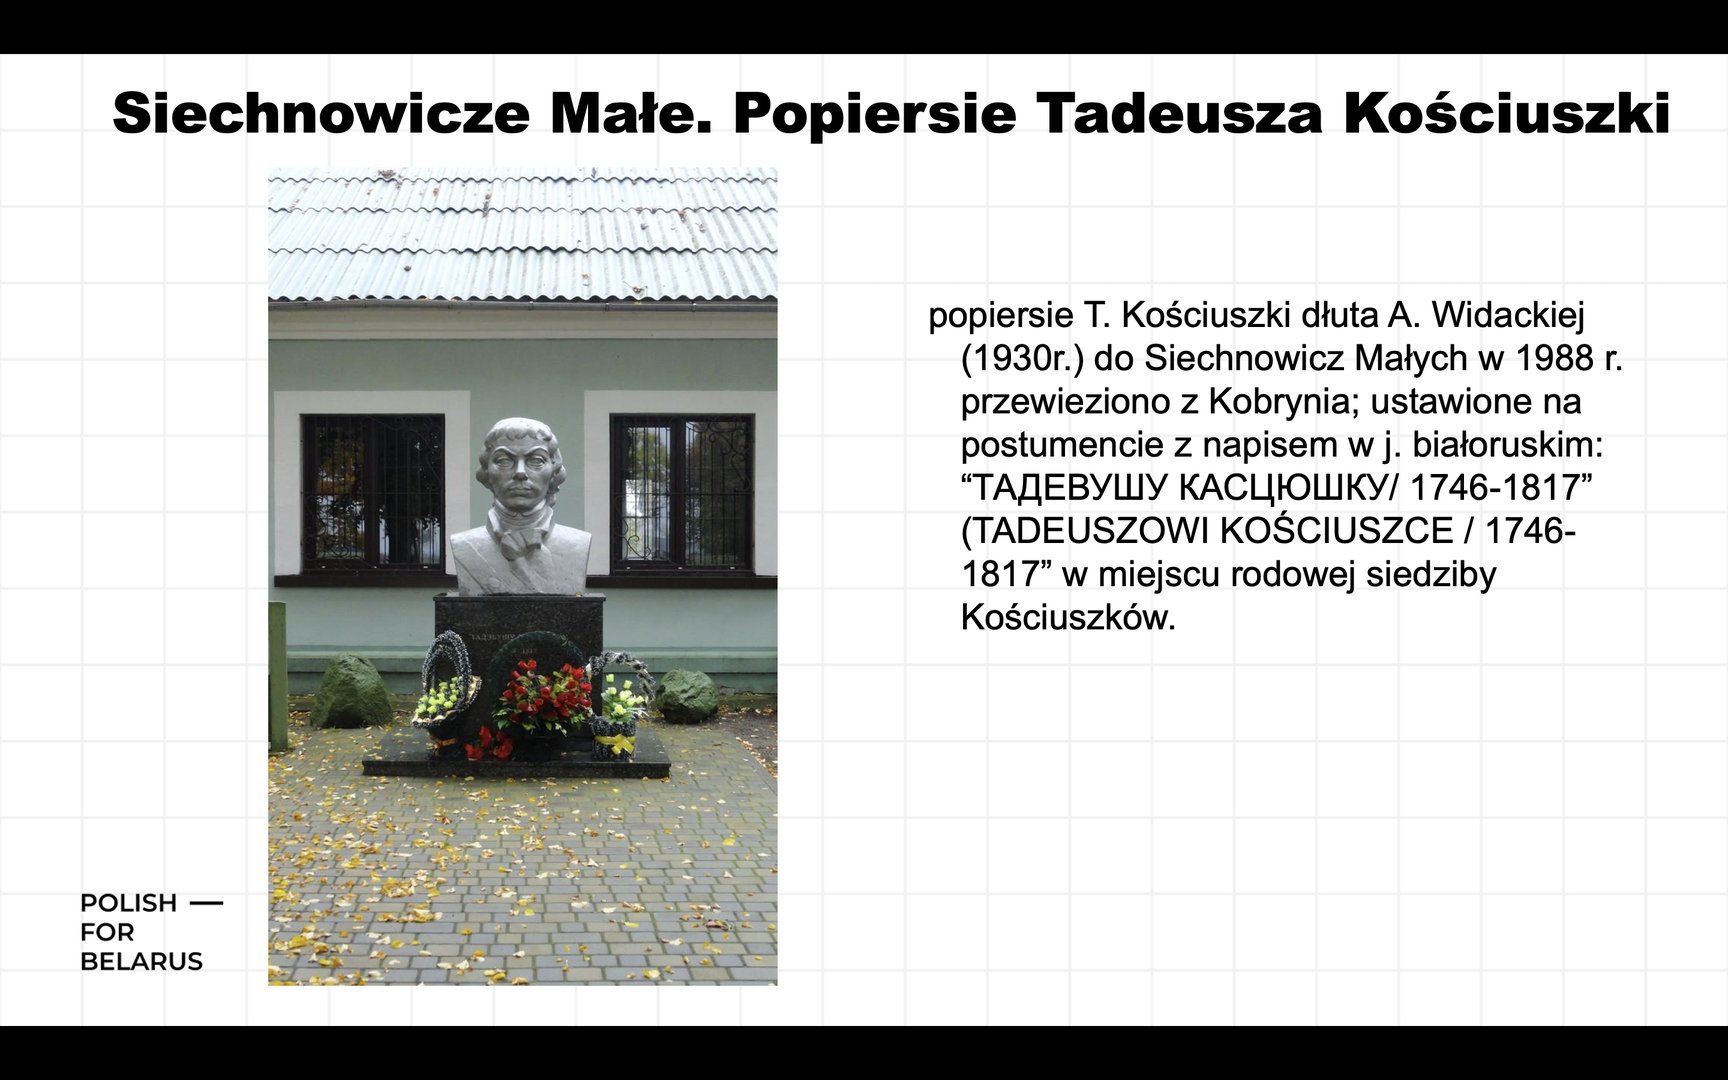 Siechnowicze Małe. Popiersie Tadeusza Kościuszki
popiersie T. Kościuszki dłuta A. Widackiej
(1930r.) do Siechnowicz Małych w 1988 r.
przewieziono z Kobrynia; ustawione na
postumencie z napisem w j. białoruskim:
“ТАДЕВУШУ КАСЦЮШКУ/ 1746-1817”
(TADEUSZOWI KOŚCIUSZCE / 1746-
1817” w miejscu rodowej siedziby
Kościuszków.
POLISH —
FOR
BELARUS